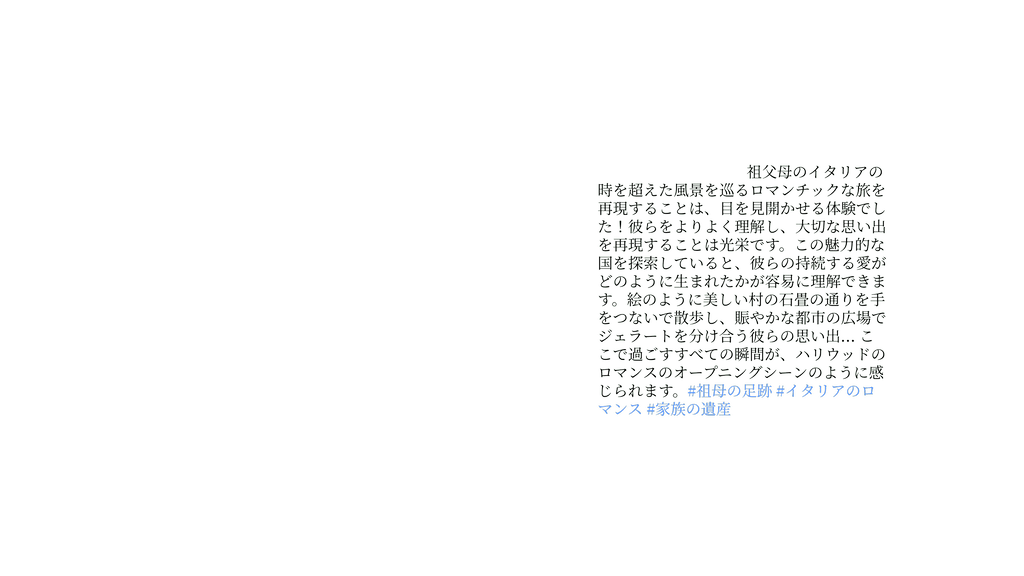 祖父母のイタリアの
時を超えた風景を巡るロマンチックな旅を
再現することは、目を見開かせる体験でし
た！彼らをよりよく理解し、大切な思い出
を再現することは光栄です。この魅力的な
国を探索していると、彼らの持続する愛が
どのように生まれたかが容易に理解できま
す。絵のように美しい村の石畳の通りを手
をつないで散歩し、賑やかな都市の広場で
ジェラートを分け合う彼らの思い出... こ
こで過ごすすべての瞬間が、ハリウッドの
ロマンスのオープニングシーンのように感
じられます。#祖母の足跡 #イタリアのロ
マンス #家族の遺産